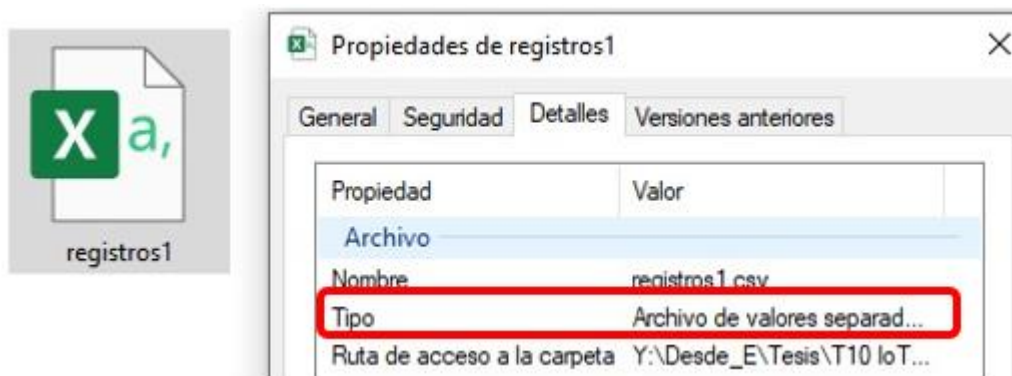 X a,
registros1
Propiedades de registros1
General Seguridad Detalles Versiones anteriores
Propiedad Valor
Archivo
Nombre registros1.csv
Tipo Archivo de valores separad...
Ruta de acceso a la carpeta Y:\Desde_E\Tesis\T10 IoT...